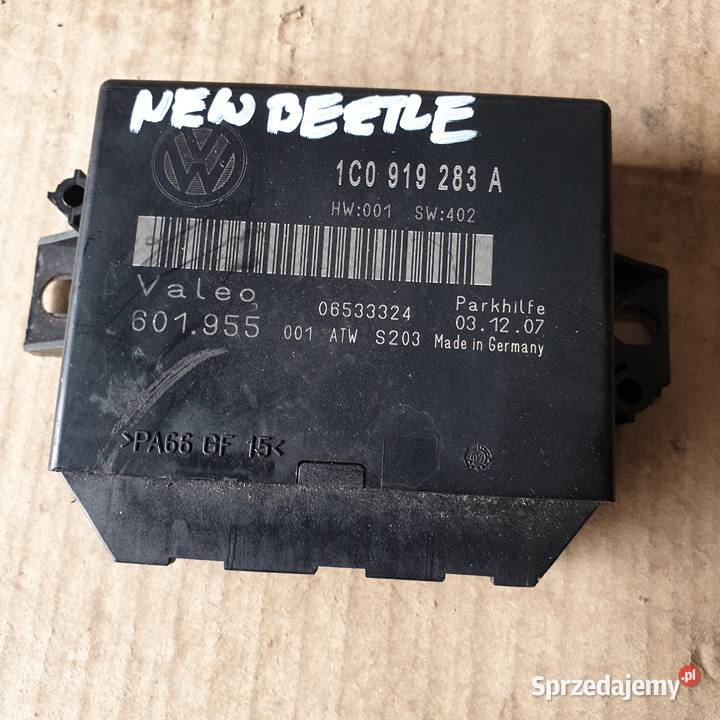 NEW BEETLE
1C0 919 283 A
HW:001 SW:402
Valeo
601.955
06533324
001 ATW S203
Parkhilfe
03.12.07
Made in Germany
>PA66 GF 15<
Sprzedajemy.pl